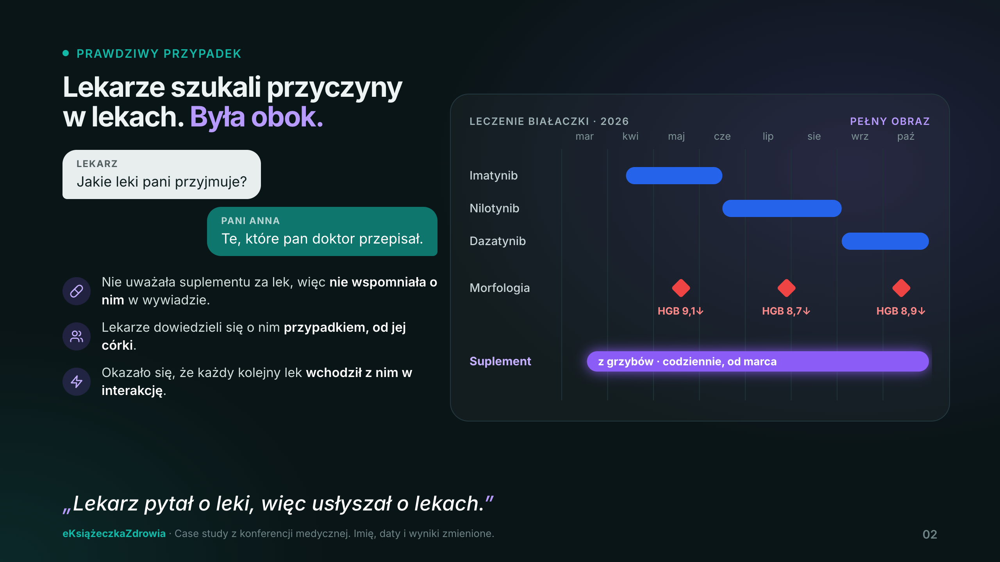 PRAWDZIWY PRZYPADEK
Lekarze szukali przyczyny
w lekach. Była obok.
LEKARZ
Jakie leki pani przyjmuje?
PANI ANNA
Te, które pan doktor przepisał.
Nie uważała suplementu za lek, więc nie wspomniała o
nim w wywiadzie.
Lekarze dowiedzieli się o nim przypadkiem, od jej
córki.
Okazało się, że każdy kolejny lek wchodził z nim w
interakcję.
LECZENIE BIAŁACZKI · 2026
PEŁNY OBRAZ
mar kwi maj cze lip sie wrz paź
Imatynib
Nilotynib
Dazatynib
Morfologia
HGB 9,1↓ HGB 8,7↓ HGB 8,9↓
Suplement
z grzybów · codziennie, od marca
„Lekarz pytał o leki, więc usłyszał o lekach.”
eKsiążeczkaZdrowia · Case study z konferencji medycznej. Imię, daty i wyniki zmienione.
02